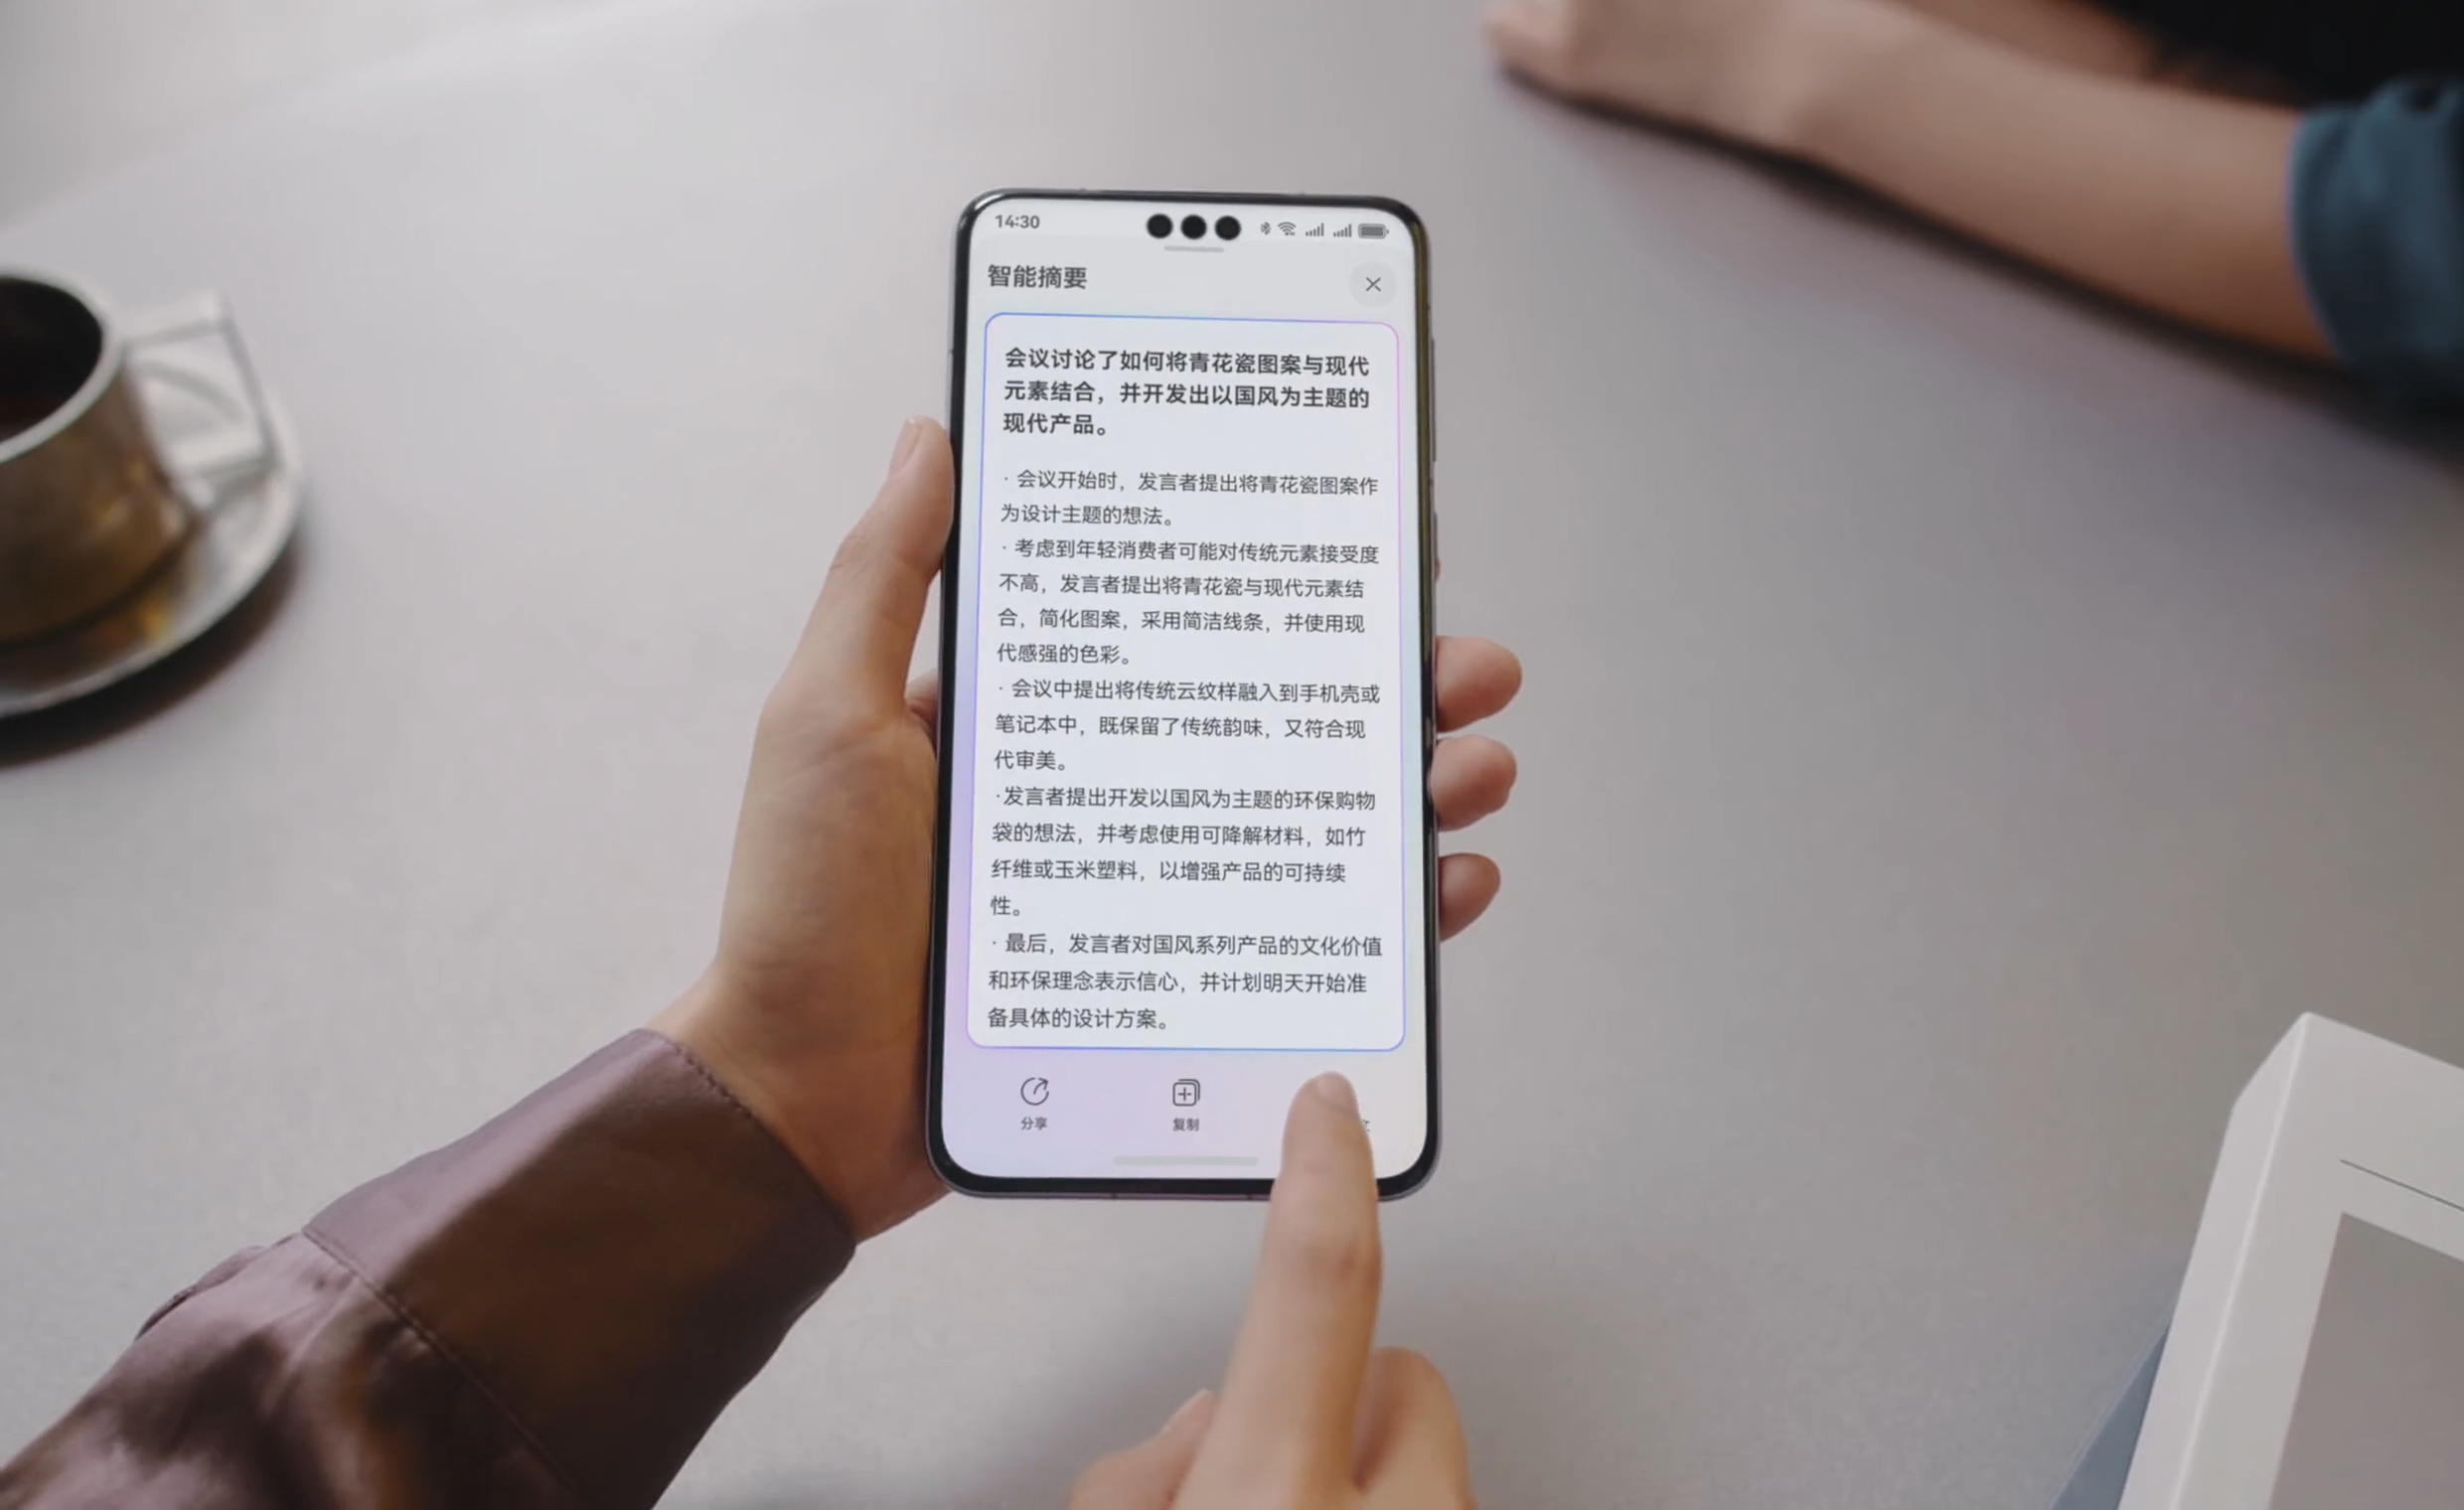 14:30
智能摘要
会议讨论了如何将青花瓷图案与现代
元素结合，并开发出以国风为主题的
现代产品。
· 会议开始时，发言者提出将青花瓷图案作
为设计主题的想法。
· 考虑到年轻消费者可能对传统元素接受度
不高，发言者提出将青花瓷与现代元素结
合，简化图案，采用简洁线条，并使用现
代感强的色彩。
· 会议中提出将传统云纹样融入到手机壳或
笔记本中，既保留了传统韵味，又符合现
代审美。
·发言者提出开发以国风为主题的环保购物
袋的想法，并考虑使用可降解材料，如竹
纤维或玉米塑料，以增强产品的可持续
性。
· 最后，发言者对国风系列产品的文化价值
和环保理念表示信心，并计划明天开始准
备具体的设计方案。
分享
复制